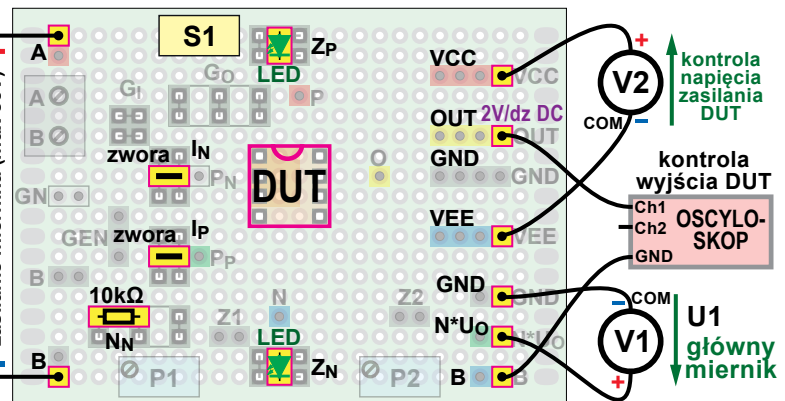 S1
A
ZP
LED
VCC
VCC
V2
+
COM
kontrola
napięcia
zasilania
DUT
GO
GI
P
A
B
OUT
2V/dz DC
OUT
zwora
IN
PN
DUT
O
GND
GND
kontrola
wyjścia DUT
GN
Ch1
Ch2
GND
OSCYLO-
SKOP
GEN
zwora
IP
PP
VEE
VEE
B
10kΩ
NN
Z1
N
Z2
GND
GND
COM
N*UO
N*UO
V1
+
U1
główny
miernik
LED
ZN
B
P1
P2
B
B